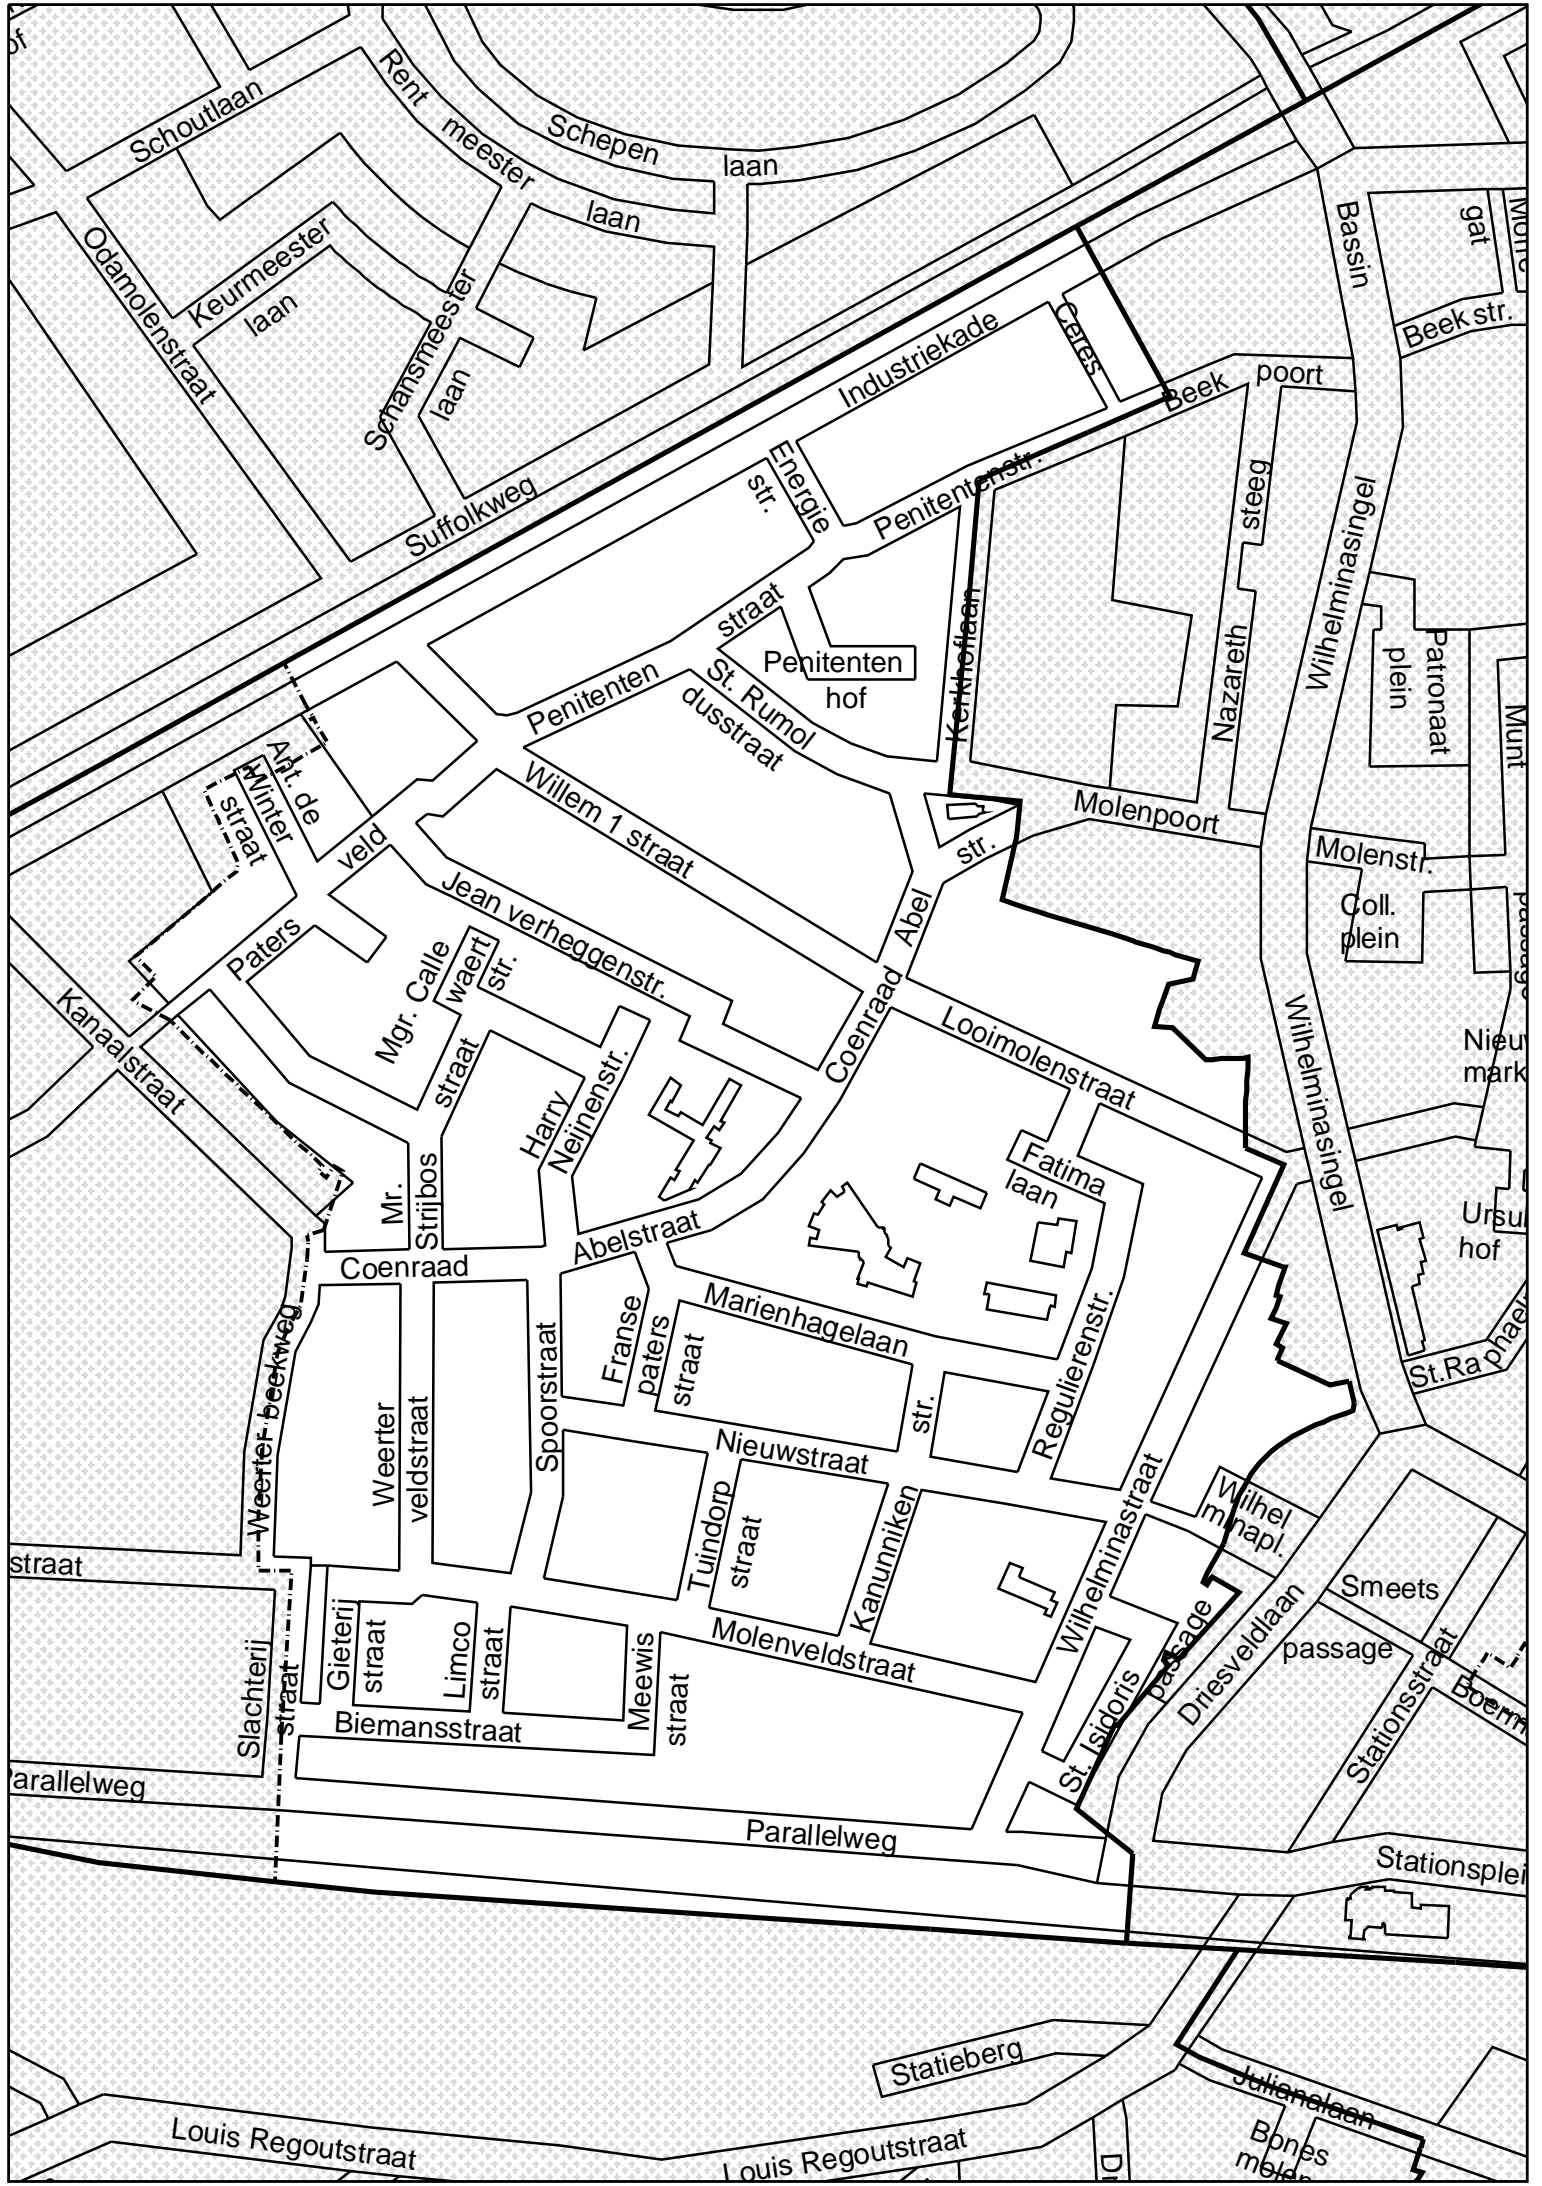 of
Schoutlaan
Rent
meester
laan
Schepen
laan
Odamolenstraat
Keurmeester
laan
Schansmeester
laan
Suffolkweg
Industriekade
Ceres
Bassin
gat
Beek str.
Beek
poort
Energie
str.
Penitentenstr.
steeg
Nazareth
Wilhelminasingel
Kerkhoflaan
straat
Penitenten
Penitenten
hof
St. Rumol
dusstraat
Patronaat
plein
Munt
Ant. de
Winter
straat
veld
Paters
Willem 1 straat
Molenpoort
Molenstr.
Coll.
plein
str.
Abel
Coenraad
Jean verheggenstr.
Mgr. Calle
waert
str.
Kanaalstraat
straat
Mr.
Strijbos
Harry
Neijnenstr.
Looimolenstraat
Wilhelminasingel
Nieuw
mark
Fatima
laan
Ursul
hof
Abelstraat
Coenraad
Marienhagelaan
Franse
paters
straat
Weerter beekweg
Weerter
veldstraat
Spoorstraat
Regulierenstr.
str.
Kanunniken
St.Ra
phael
Nieuwstraat
Tuindorp
straat
Wilhelminastraat
Wilhel
minapl.
straat
Smeets
passage
Driesveldlaan
Stationsstraat
Boerm
Molenveldstraat
Gieterij
straat
Limco
straat
Meewis
straat
Slachterij
straat
Biemansstraat
St. Isidoris
passage
Parallelweg
Parallelweg
Stationsplei
Statieberg
Julianalaan
Bones
molen
Louis Regoutstraat
Louis Regoutstraat